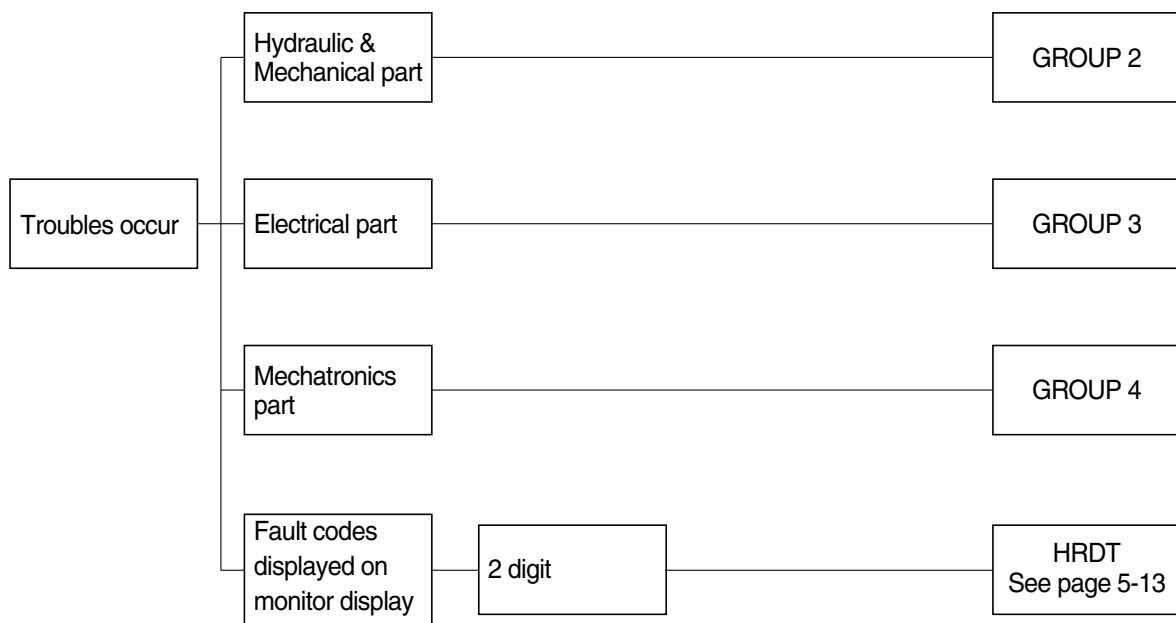 Hydraulic &
Mechanical part
GROUP 2
Troubles occur
Electrical part
GROUP 3
Mechatronics
part
GROUP 4
Fault codes
displayed on
monitor display
2 digit
HRDT
See page 5-13